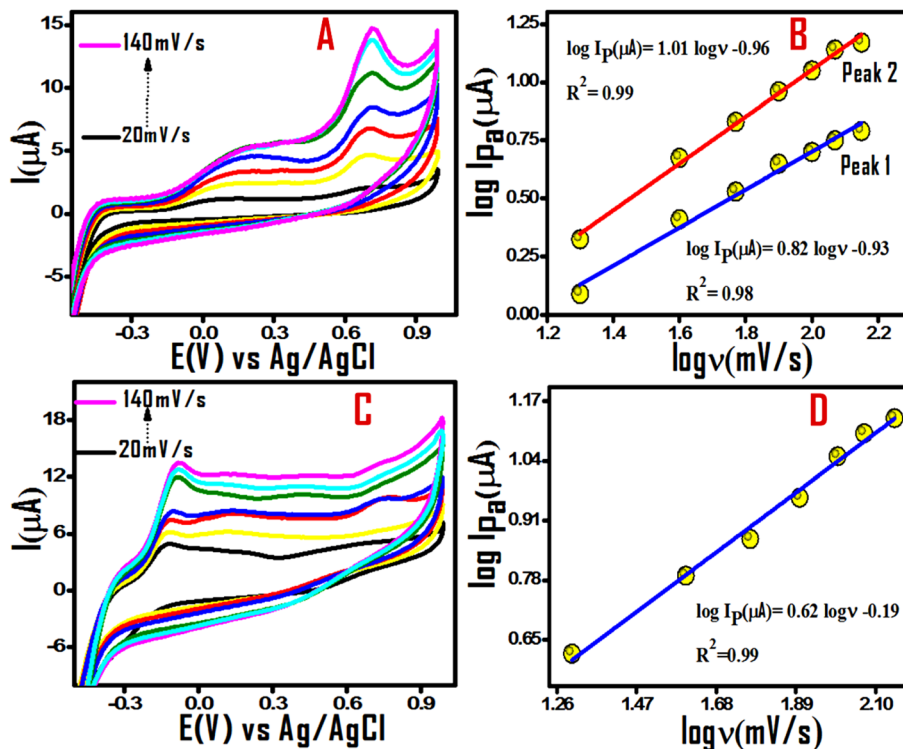 A
140mV/s
20mV/s
15
10
5
0
-5
I(µA)
-0.3 0.0 0.3 0.6 0.9
E(V) vs Ag/AgCl
B
log IP(µA)= 1.01 logν -0.96
R2 = 0.99
Peak 2
Peak 1
log IP(µA)= 0.82 logν -0.93
R2 = 0.98
1.25
1.00
0.75
0.50
0.25
0.00
log Ipa(µA)
1.2 1.4 1.6 1.8 2.0 2.2
logν(mV/s)
C
140mV/s
20mV/s
18
12
6
0
-6
I(µA)
-0.3 0.0 0.3 0.6 0.9
E(V) vs Ag/AgCl
D
1.17
1.04
0.91
0.78
0.65
log Ipa(µA)
log IP(µA)= 0.62 logν -0.19
R2=0.99
1.26 1.47 1.68 1.89 2.10
logν(mV/s)